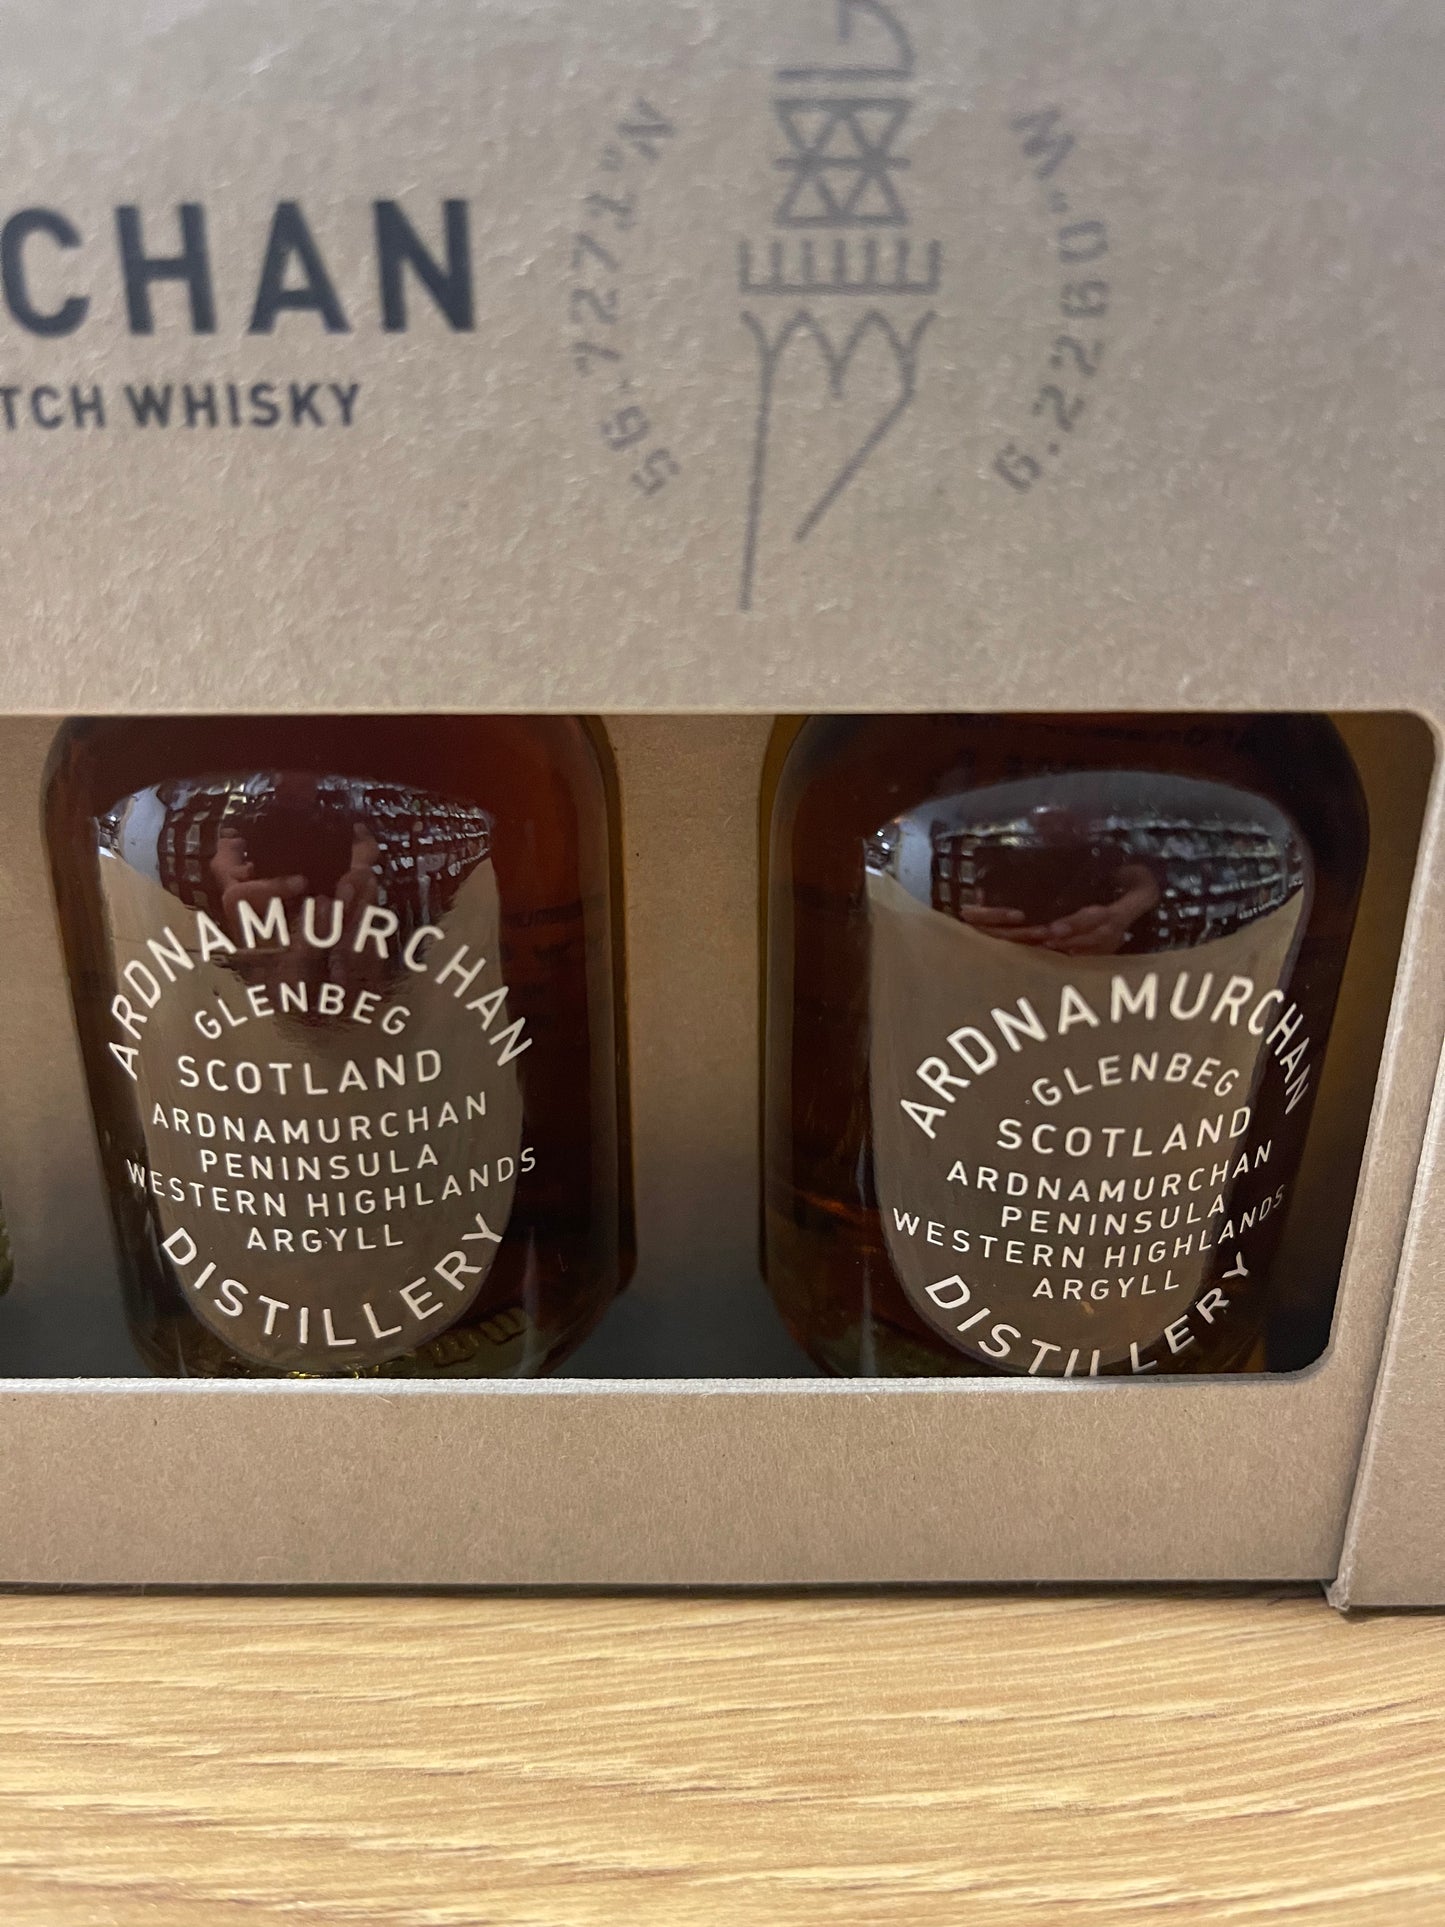 CHAN
TCH WHISKY
56.7272°N
6.2260°W
ARDNAMURCHAN
GLENBEG
SCOTLAND
ARDNAMURCHAN
PENINSULA
WESTERN HIGHLANDS
ARGYLL
DISTILLERY
ARDNAMURCHAN
GLENBEG
SCOTLAND
ARDNAMURCHAN
PENINSULA
WESTERN HIGHLANDS
ARGYLL
DISTILLERY